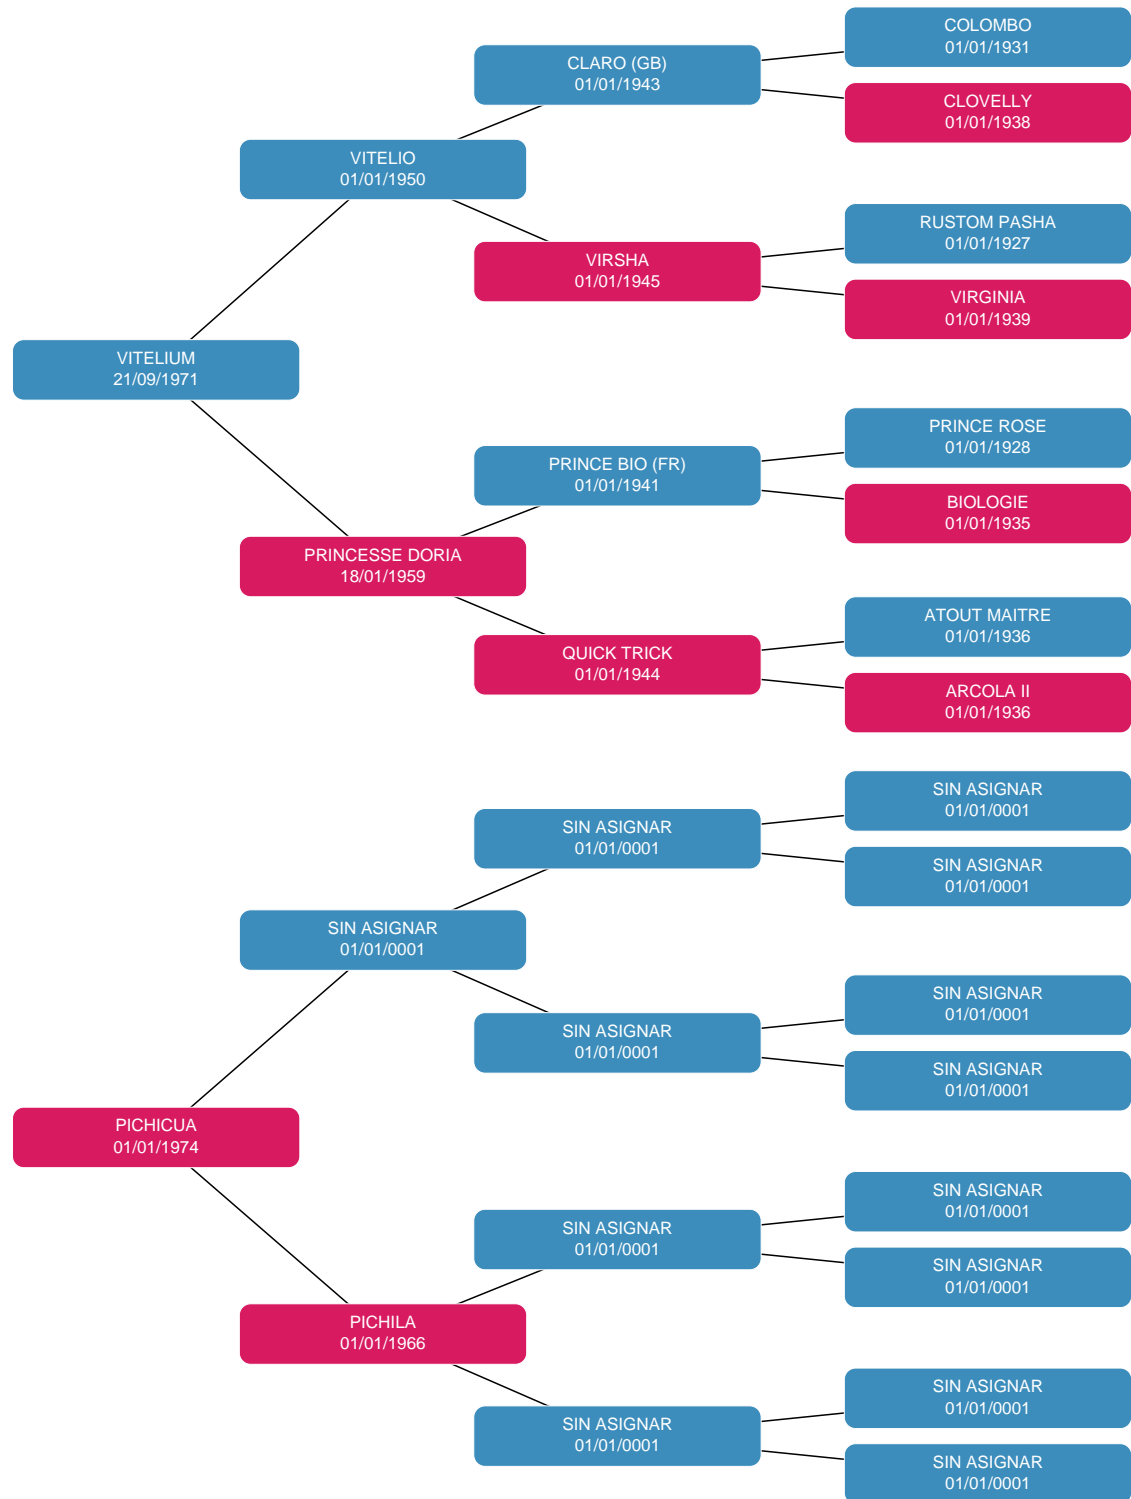 COLOMBO
01/01/1931
CLARO (GB)
01/01/1943
CLOVELLY
01/01/1938
VITELIO
01/01/1950
RUSTOM PASHA
01/01/1927
VIRSHA
01/01/1945
VIRGINIA
01/01/1939
VITELIUM
21/09/1971
PRINCE ROSE
01/01/1928
PRINCE BIO (FR)
01/01/1941
BIOLOGIE
01/01/1935
PRINCESSE DORIA
18/01/1959
ATOUT MAITRE
01/01/1936
QUICK TRICK
01/01/1944
ARCOLA II
01/01/1936
SIN ASIGNAR
01/01/0001
SIN ASIGNAR
01/01/0001
SIN ASIGNAR
01/01/0001
SIN ASIGNAR
01/01/0001
SIN ASIGNAR
01/01/0001
SIN ASIGNAR
01/01/0001
SIN ASIGNAR
01/01/0001
PICHICUA
01/01/1974
SIN ASIGNAR
01/01/0001
SIN ASIGNAR
01/01/0001
SIN ASIGNAR
01/01/0001
PICHILA
01/01/1966
SIN ASIGNAR
01/01/0001
SIN ASIGNAR
01/01/0001
SIN ASIGNAR
01/01/0001